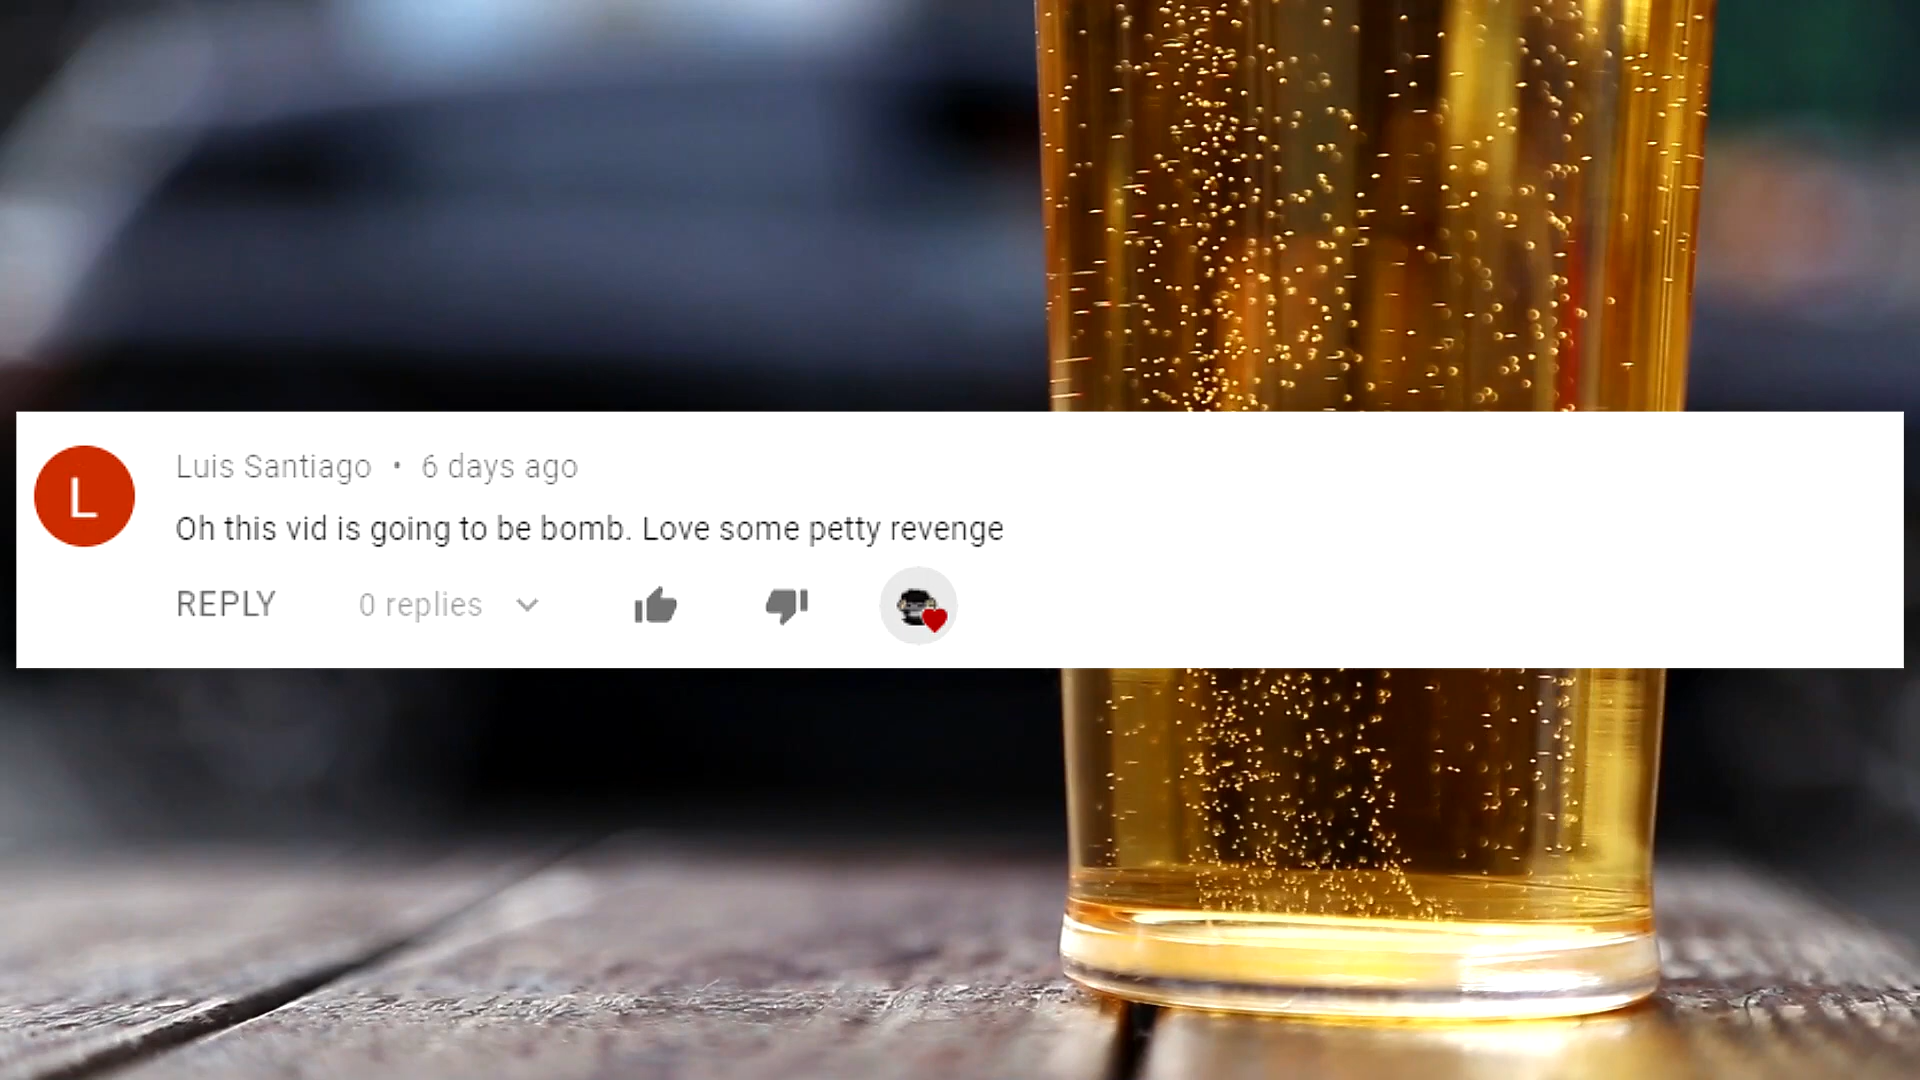 L
Luis Santiago • 6 days ago
Oh this vid is going to be bomb. Love some petty revenge
REPLY 0 replies